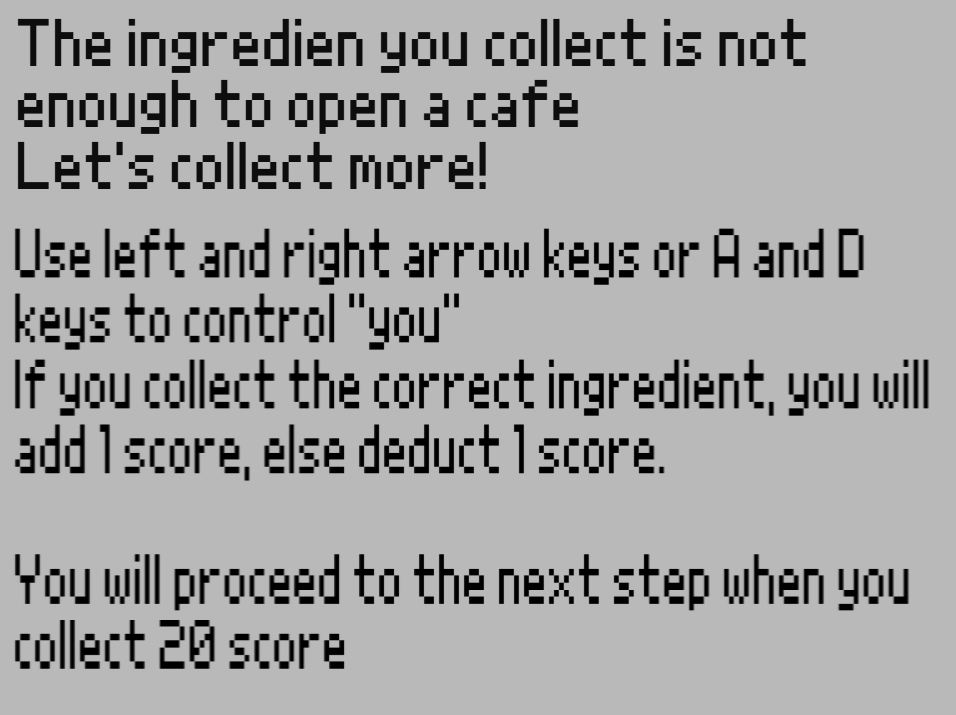 The ingredien you collect is not
enough to open a cafe
Let's collect more!
Use left and right arrow keys or A and D
keys to control "you"
If you collect the correct ingredient, you will
add 1 score, else deduct 1 score.
You will proceed to the next step when you
collect 20 score